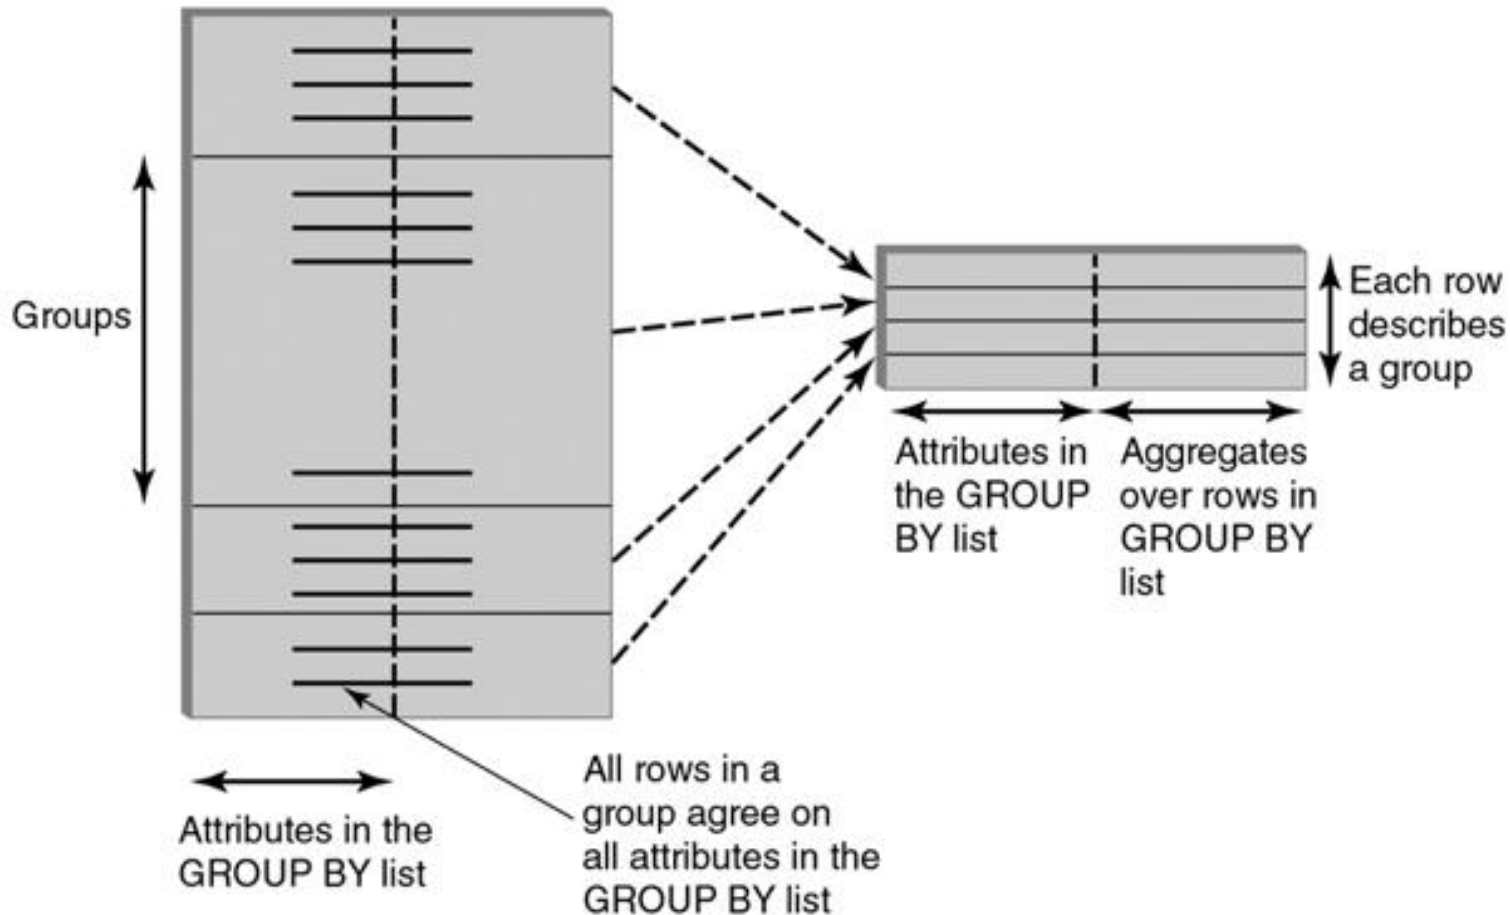 Groups
Each row
describes
a group
Attributes in
the GROUP
BY list
Aggregates
over rows in
GROUP BY
list
Attributes in the
GROUP BY list
All rows in a
group agree on
all attributes in the
GROUP BY list